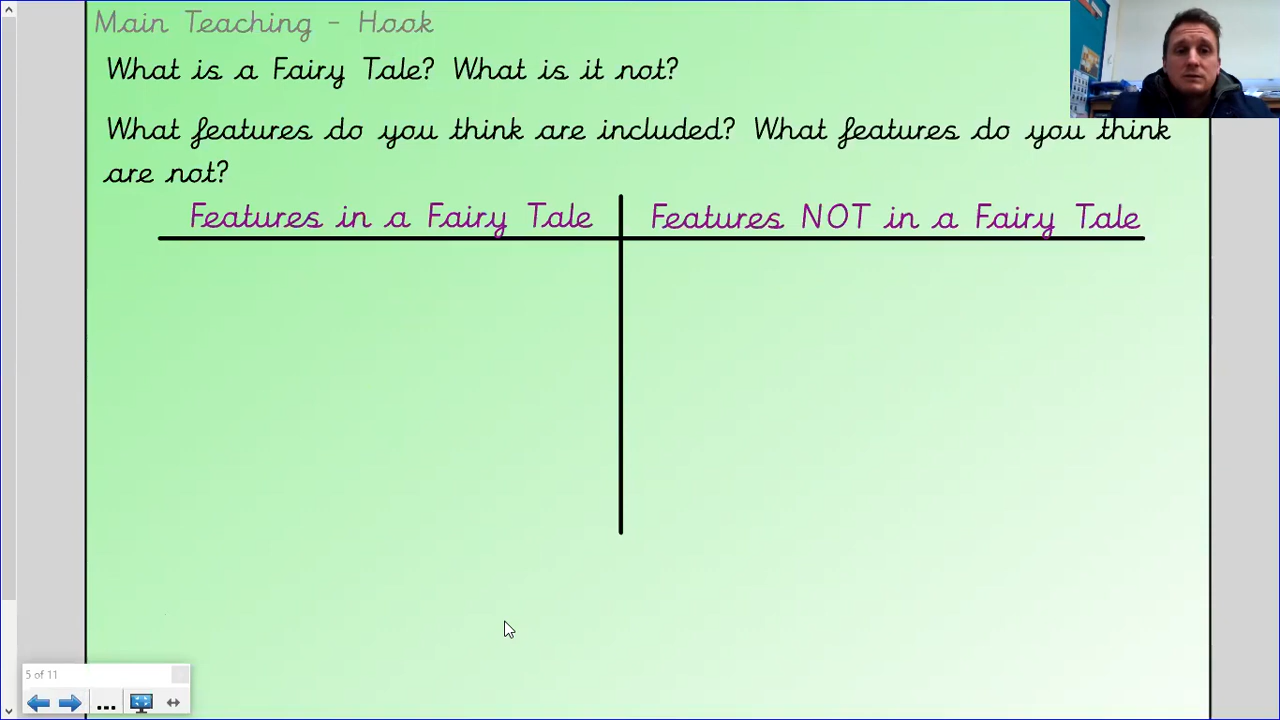 Main Teaching - Hook
What is a Fairy Tale? What is it not?
What features do you think are included? What features do you think
are not?
Features in a Fairy Tale
Features NOT in a Fairy Tale
5 of 11
...